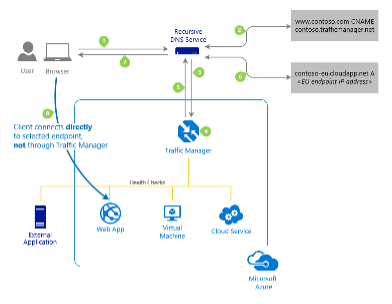 Recursive
DNS Service
www.contoso.com CNAME
contoso.trafficmanager.net
contoso-eu.cloudapp.net A
<EU endpoint IP address>
User
Browser
1
2
3
4
5
6
7
8
Client connects directly
to selected endpoint,
not through Traffic Manager
Traffic Manager
Health Checks
External
Application
Web App
Virtual
Machine
Cloud Service
Microsoft
Azure